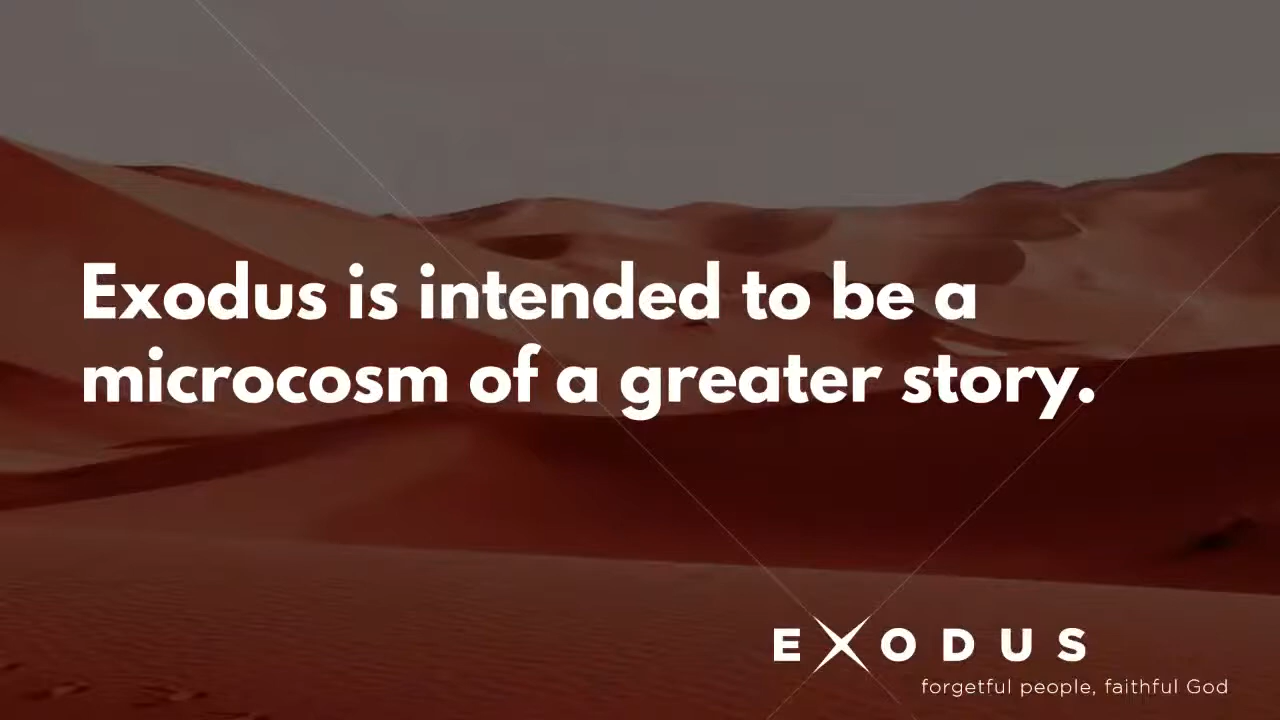 Exodus is intended to be a
microcosm of a greater story.
EXODUS
forgetful people, faithful God